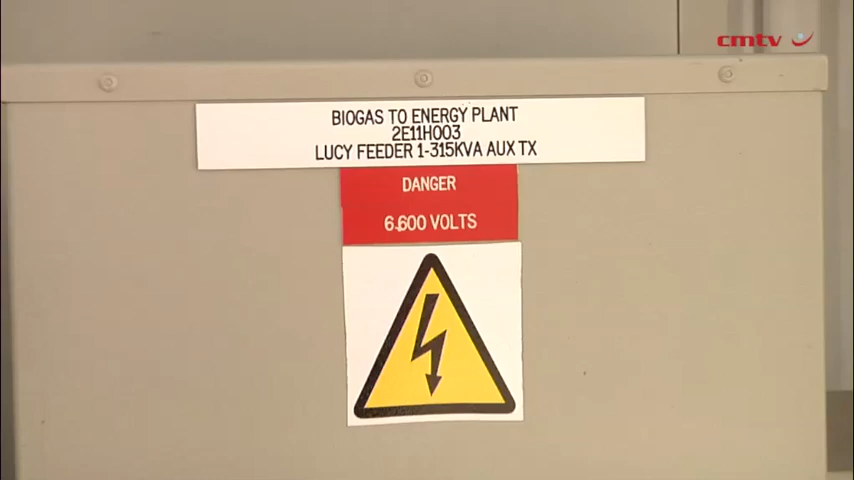 cmtv
BIOGAS TO ENERGY PLANT
2E11H003
LUCY FEEDER 1-315KVA AUX TX
DANGER
6.600 VOLTS